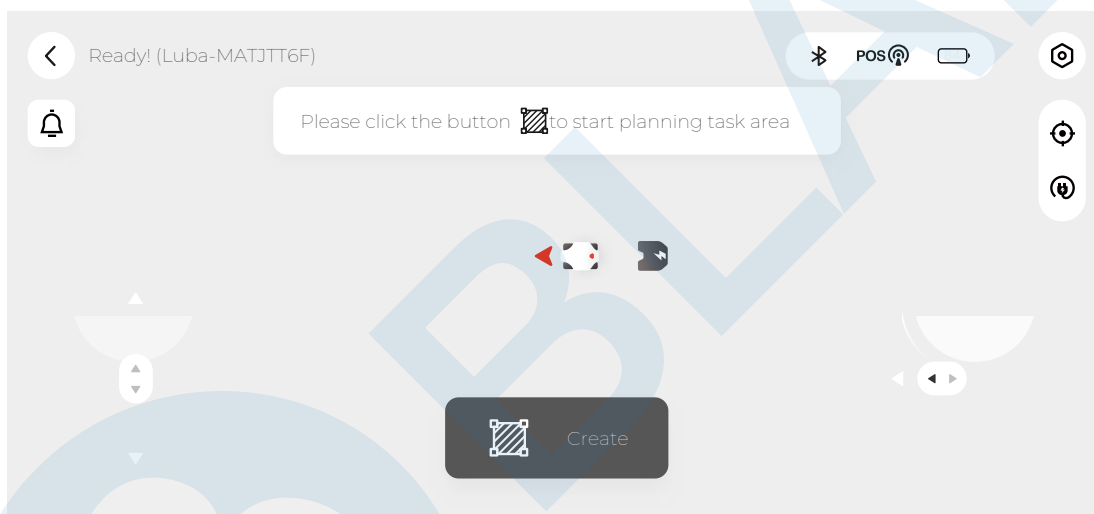 Ready! (Luba-MATJTT6F)
POS
Please click the button to start planning task area
Create